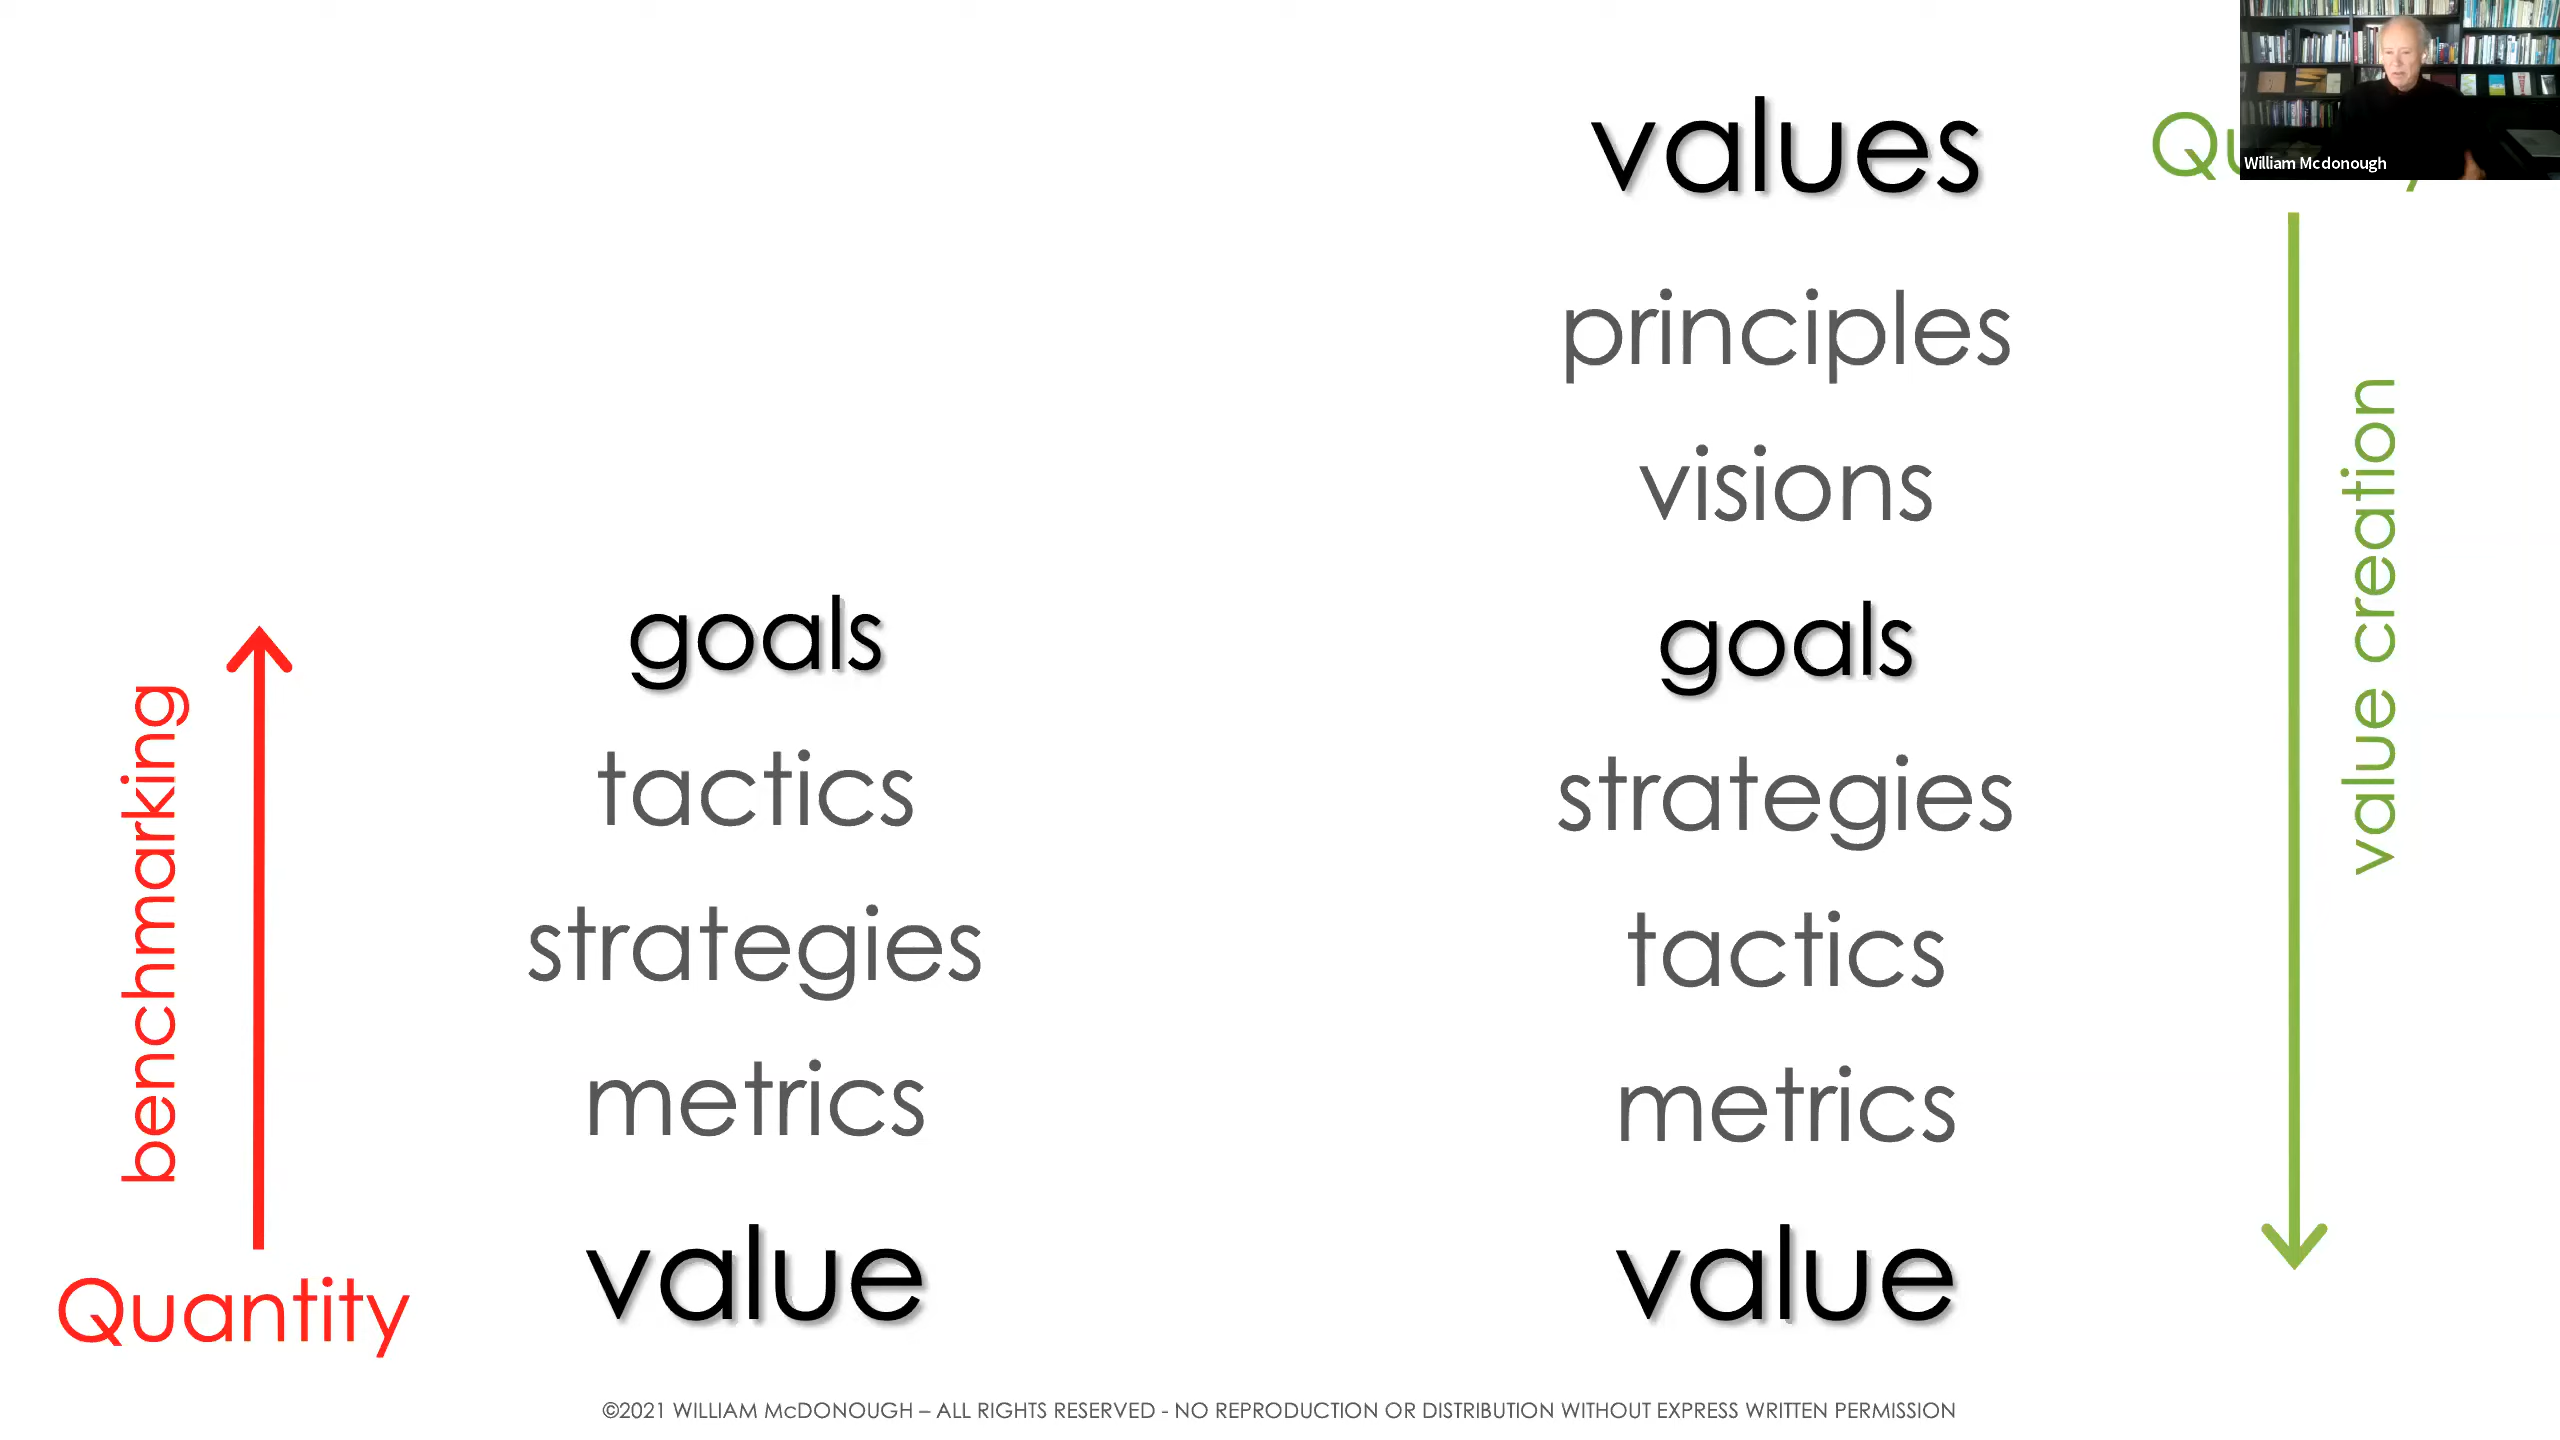 values
principles
visions
goals
strategies
tactics
metrics
value
goals
tactics
strategies
metrics
value
benchmarking
Quantity
value creation
William Mcdonough
©2021 WILLIAM McDONOUGH – ALL RIGHTS RESERVED - NO REPRODUCTION OR DISTRIBUTION WITHOUT EXPRESS WRITTEN PERMISSION